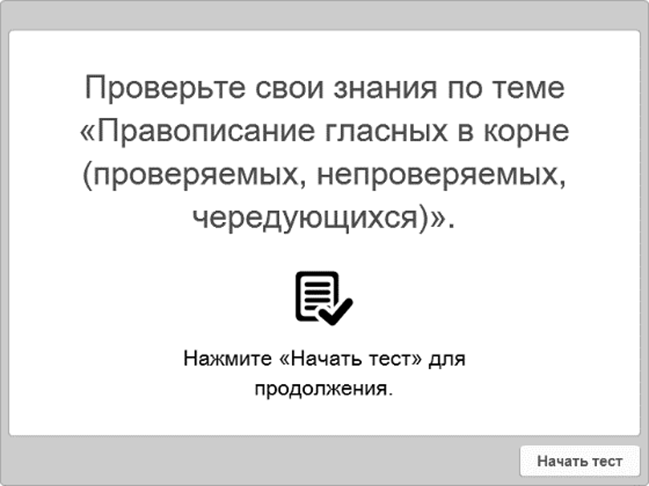 Проверьте свои знания по теме
«Правописание гласных в корне
(проверяемых, непроверяемых,
чередующихся)».
Нажмите «Начать тест» для
продолжения.
Начать тест